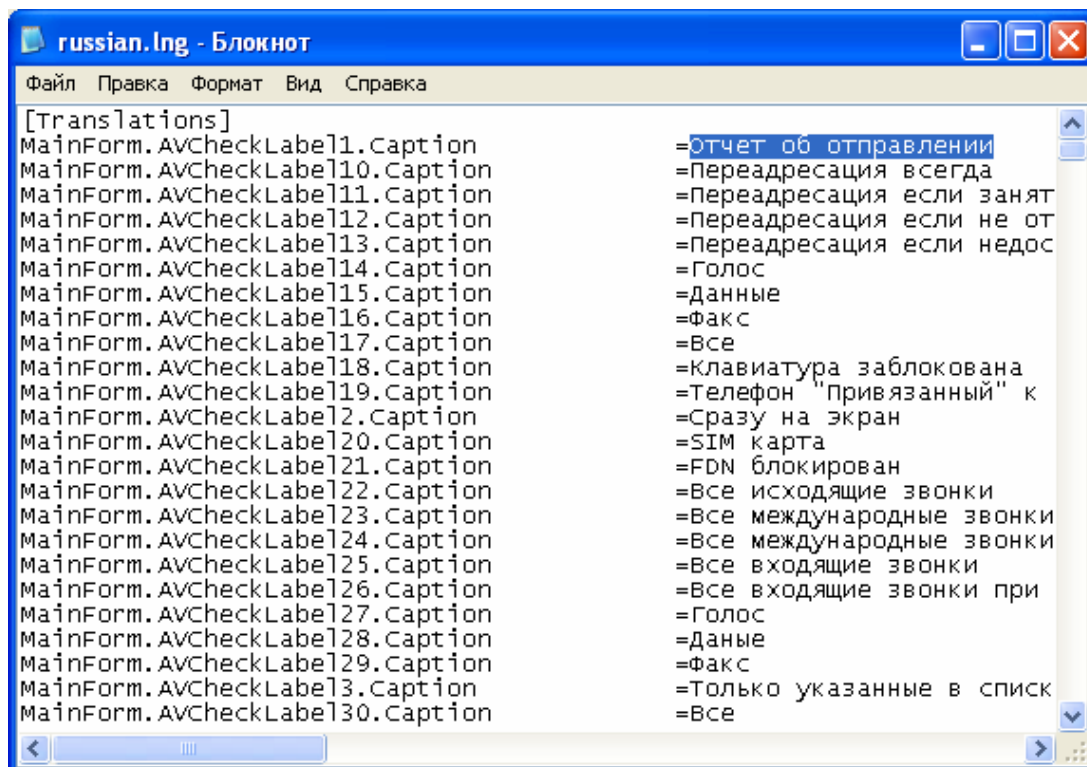 russian.lng - Блокнот
Файл Правка Формат Вид Справка
[Translations]
MainForm.AVCheckLabel1.Caption =Отчет об отправлении
MainForm.AVCheckLabel10.Caption =Переадресация всегда
MainForm.AVCheckLabel11.Caption =Переадресация если занят
MainForm.AVCheckLabel12.Caption =Переадресация если не от
MainForm.AVCheckLabel13.Caption =Переадресация если недос
MainForm.AVCheckLabel14.Caption =Голос
MainForm.AVCheckLabel15.Caption =Данные
MainForm.AVCheckLabel16.Caption =Факс
MainForm.AVCheckLabel17.Caption =Все
MainForm.AVCheckLabel18.Caption =Клавиатура заблокована
MainForm.AVCheckLabel19.Caption =Телефон "Привязанный" к
MainForm.AVCheckLabel2.Caption =Сразу на экран
MainForm.AVCheckLabel20.Caption =SIM карта
MainForm.AVCheckLabel21.Caption =FDN блокирован
MainForm.AVCheckLabel22.Caption =Все исходящие звонки
MainForm.AVCheckLabel23.Caption =Все международные звонки
MainForm.AVCheckLabel24.Caption =Все международные звонки
MainForm.AVCheckLabel25.Caption =Все входящие звонки
MainForm.AVCheckLabel26.Caption =Все входящие звонки при
MainForm.AVCheckLabel27.Caption =Голос
MainForm.AVCheckLabel28.Caption =Даные
MainForm.AVCheckLabel29.Caption =Факс
MainForm.AVCheckLabel3.Caption =Только указанные в списк
MainForm.AVCheckLabel30.Caption =Все